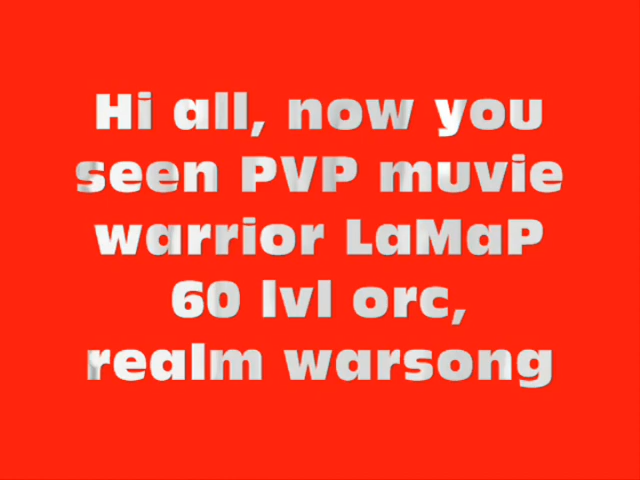 Hi all, now you
seen PVP muvie
warrior LaMaP
60 lvl orc,
realm warsong